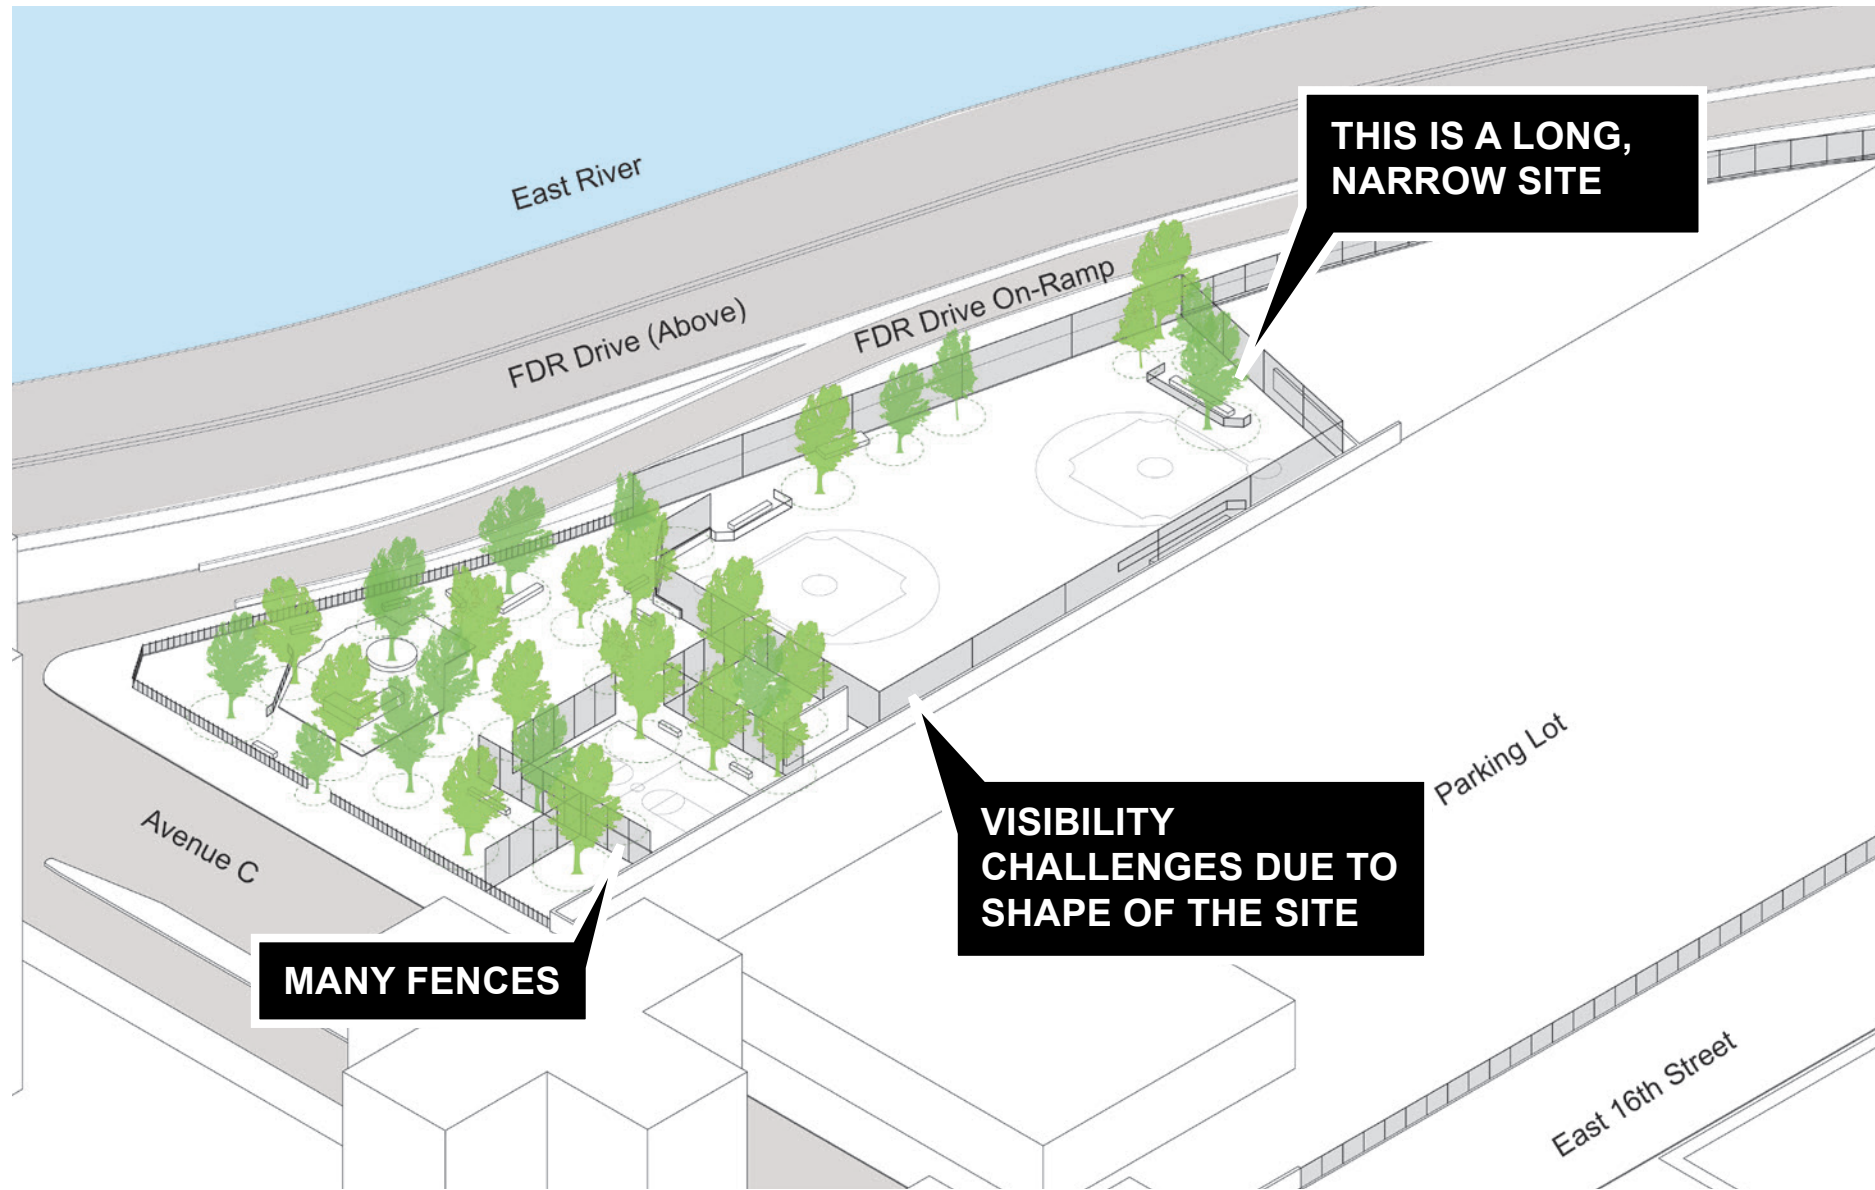 East River
THIS IS A LONG,
NARROW SITE
FDR Drive (Above)
FDR Drive On-Ramp
Avenue C
Parking Lot
VISIBILITY
CHALLENGES DUE TO
SHAPE OF THE SITE
MANY FENCES
East 16th Street